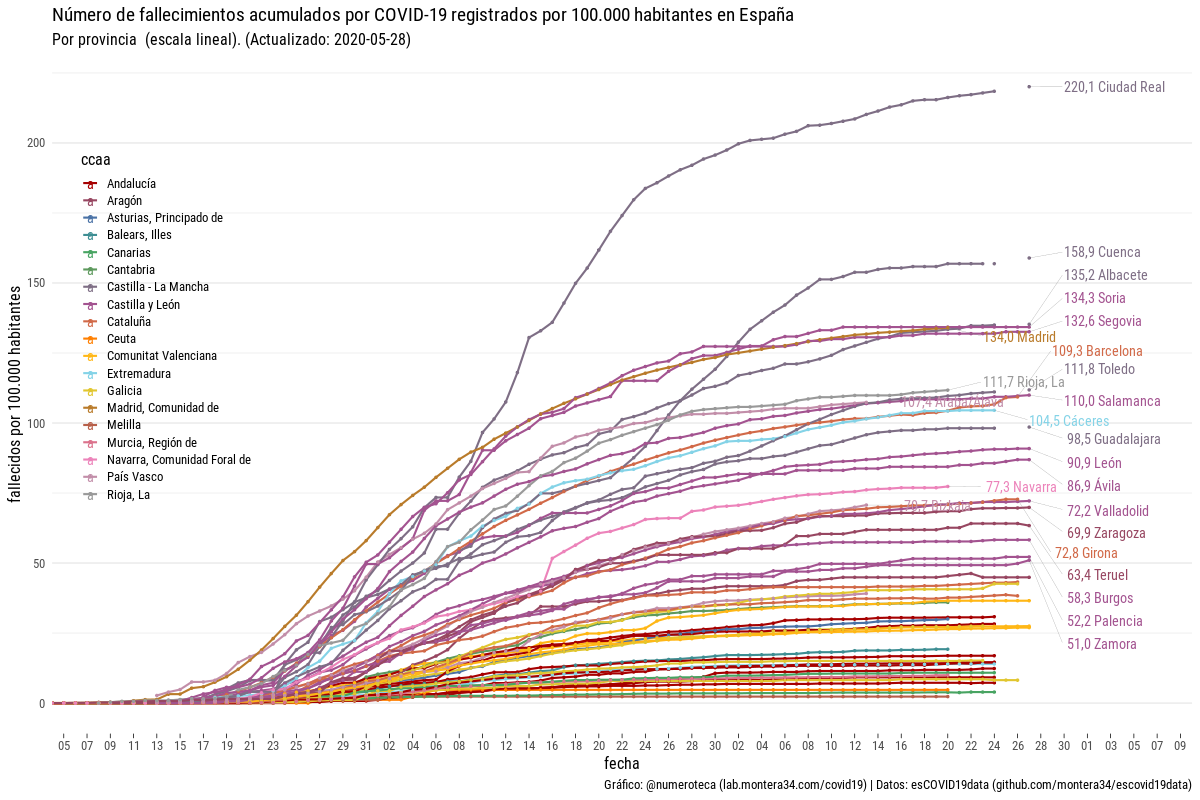 Número de fallecimientos acumulados por COVID-19 registrados por 100.000 habitantes en España
Por provincia  (escala lineal). (Actualizado: 2020-05-28)
fallecidos por 100.000 habitantes
200
150
100
50
0
ccaa
Andalucía
Aragón
Asturias, Principado de
Balears, Illes
Canarias
Cantabria
Castilla - La Mancha
Castilla y León
Cataluña
Ceuta
Comunitat Valenciana
Extremadura
Galicia
Madrid, Comunidad de
Melilla
Murcia, Región de
Navarra, Comunidad Foral de
País Vasco
Rioja, La
220,1 Ciudad Real
158,9 Cuenca
135,2 Albacete
134,3 Soria
132,6 Segovia
134,0 Madrid
109,3 Barcelona
111,8 Toledo
111,7 Rioja, La
107,4 Araba/Álava
110,0 Salamanca
104,5 Cáceres
98,5 Guadalajara
90,9 León
86,9 Ávila
77,3 Navarra
70,7 Bizkaia
72,2 Valladolid
69,9 Zaragoza
72,8 Girona
63,4 Teruel
58,3 Burgos
52,2 Palencia
51,0 Zamora
05 07 09 11 13 15 17 19 21 23 25 27 29 31 02 04 06 08 10 12 14 16 18 20 22 24 26 28 30 02 04 06 08 10 12 14 16 18 20 22 24 26 28 30 01 03 05 07 09
fecha
Gráfico: @numeroteca (lab.montera34.com/covid19) | Datos: esCOVID19data (github.com/montera34/escovid19data)